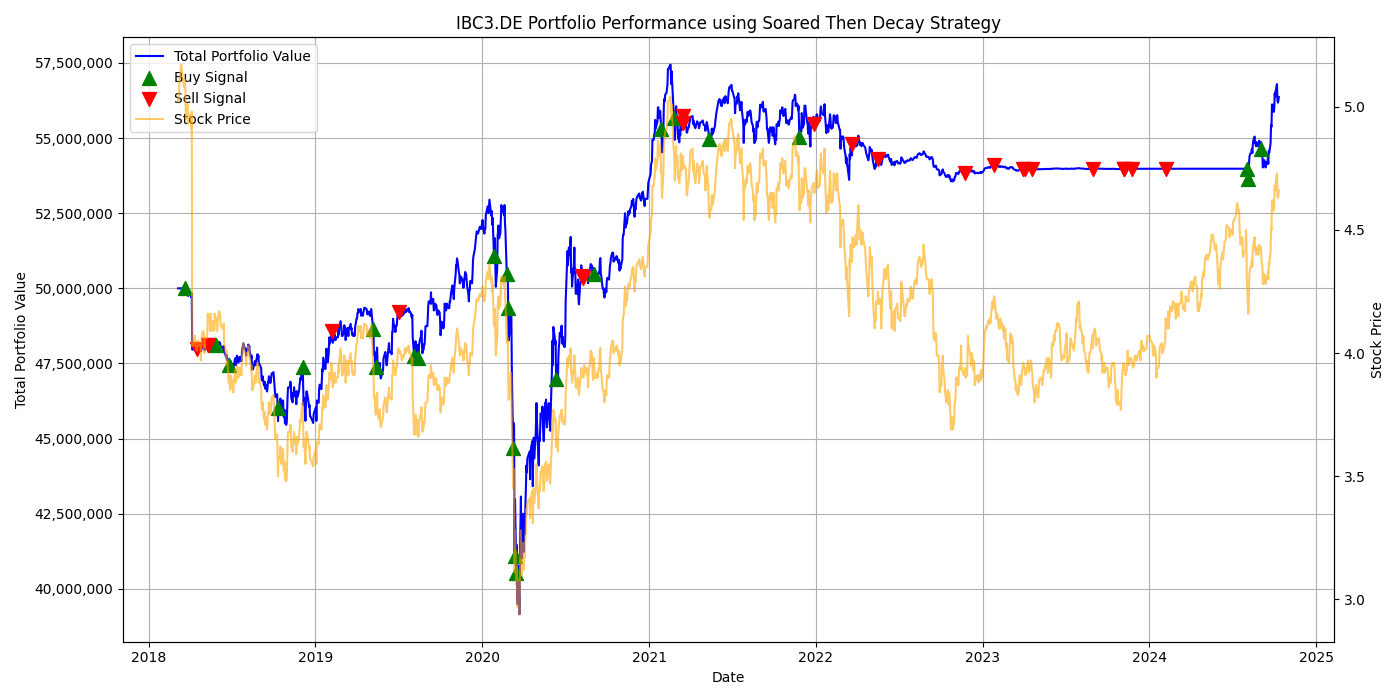 IBC3.DE Portfolio Performance using Soared Then Decay Strategy
Total Portfolio Value
Buy Signal
Sell Signal
Stock Price
57,500,000
55,000,000
52,500,000
50,000,000
47,500,000
45,000,000
42,500,000
40,000,000
Total Portfolio Value
5.0
4.5
4.0
3.5
3.0
Stock Price
2018
2019
2020
2021
2022
2023
2024
2025
Date